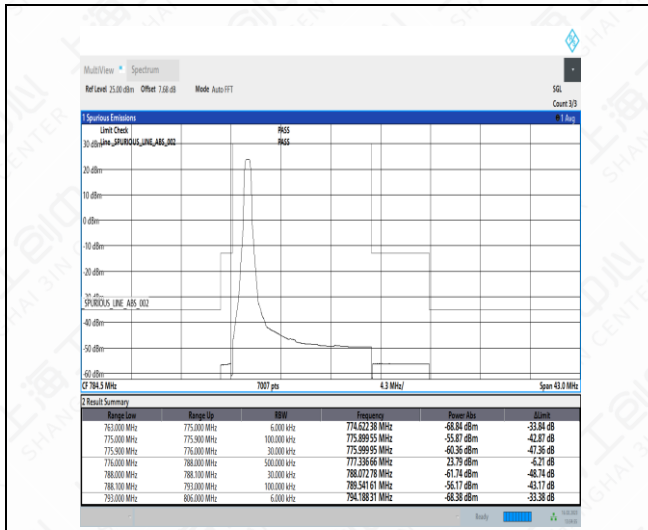 MultiView Spectrum
Ref Level 25.00 dBm Offset 7.68 dB Mode Auto FFT SGL
Count 3/3
1 Spurious Emissions 1 Avg
Limit Check PASS
Line _SPURIOUS_LINE_ABS_002 PASS
30 dBm
20 dBm
10 dBm
0 dBm
-10 dBm
-20 dBm
-30 dBm
SPURIOUS_LINE_ABS_002
-40 dBm
-50 dBm
-60 dBm
CF 784.5 MHz 7007 pts 4.3 MHz/ Span 43.0 MHz
2 Result Summary
Range Low Range Up RBW Frequency Power Abs ΔLimit
763.000 MHz 775.000 MHz 6.000 kHz 774.622 38 MHz -68.84 dBm -33.84 dB
775.000 MHz 775.900 MHz 100.000 kHz 775.899 55 MHz -55.87 dBm -42.87 dB
775.900 MHz 776.000 MHz 30.000 kHz 775.999 95 MHz -60.36 dBm -47.36 dB
776.000 MHz 788.000 MHz 500.000 kHz 777.336 66 MHz 23.79 dBm -6.21 dB
788.000 MHz 788.100 MHz 30.000 kHz 788.072 78 MHz -61.74 dBm -48.74 dB
788.100 MHz 793.000 MHz 100.000 kHz 789.541 61 MHz -56.17 dBm -43.17 dB
793.000 MHz 806.000 MHz 6.000 kHz 794.188 31 MHz -68.38 dBm -33.38 dB
Ready